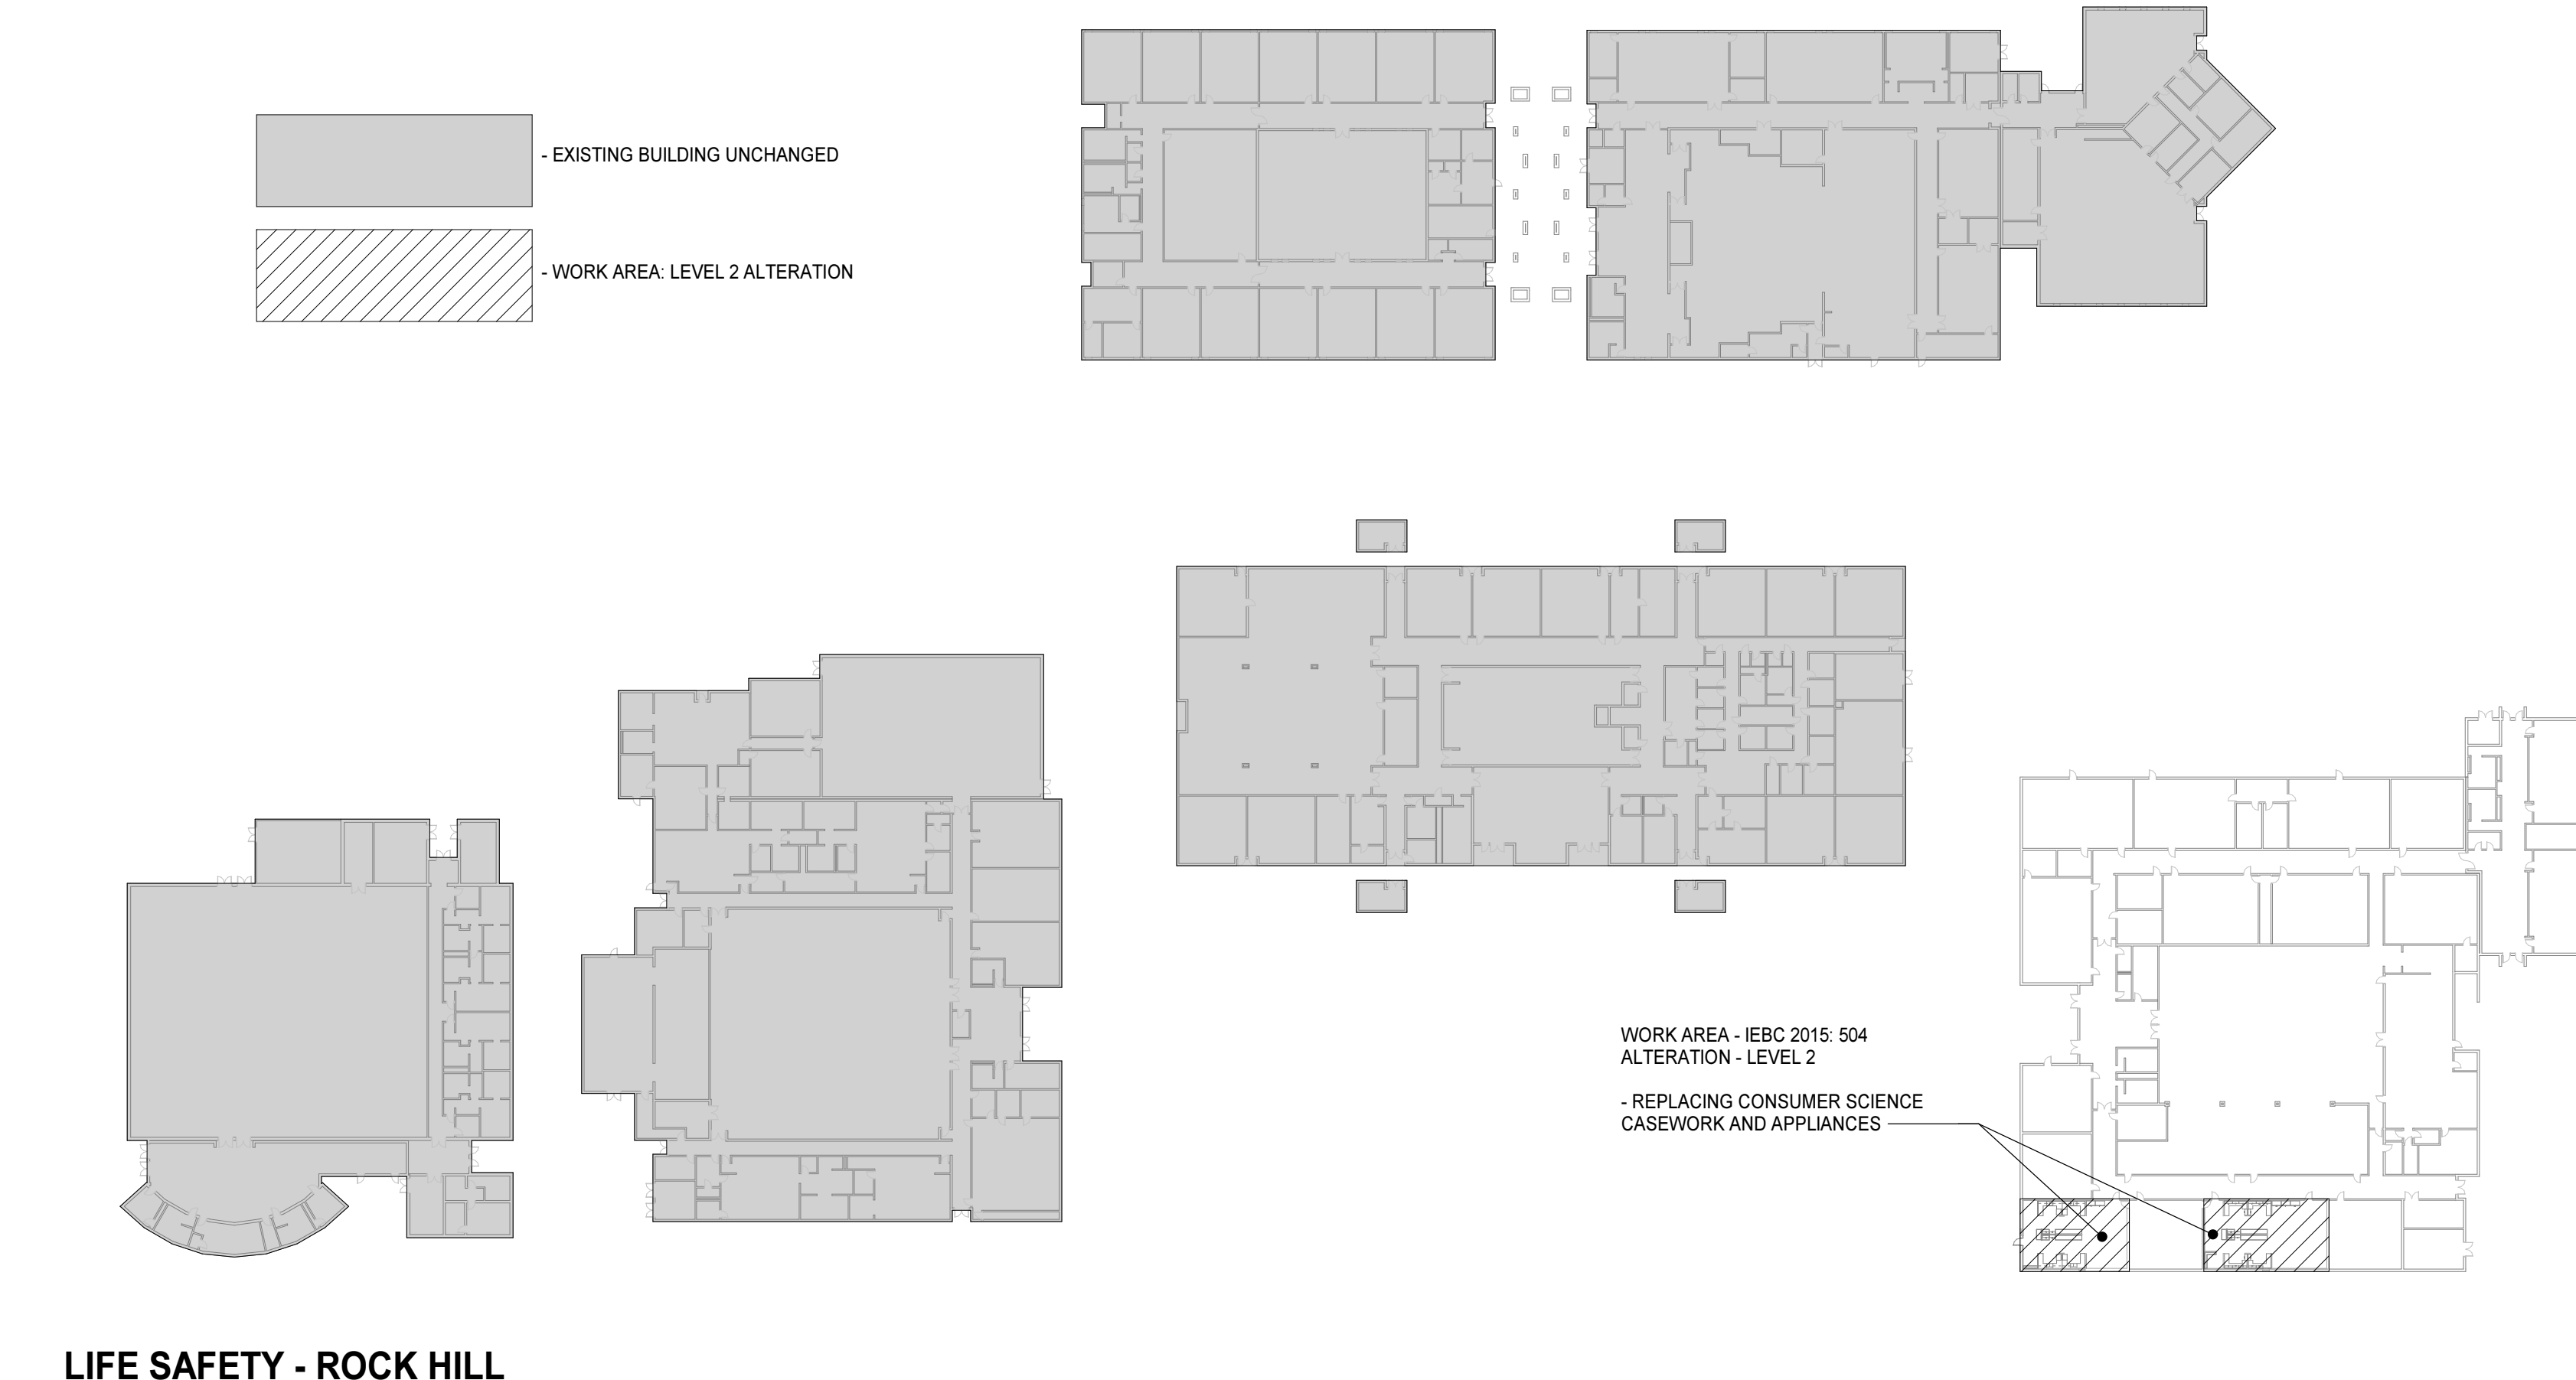 - EXISTING BUILDING UNCHANGED
- WORK AREA: LEVEL 2 ALTERATION
WORK AREA - IEBC 2015: 504
ALTERATION - LEVEL 2
- REPLACING CONSUMER SCIENCE
CASEWORK AND APPLIANCES
LIFE SAFETY - ROCK HILL